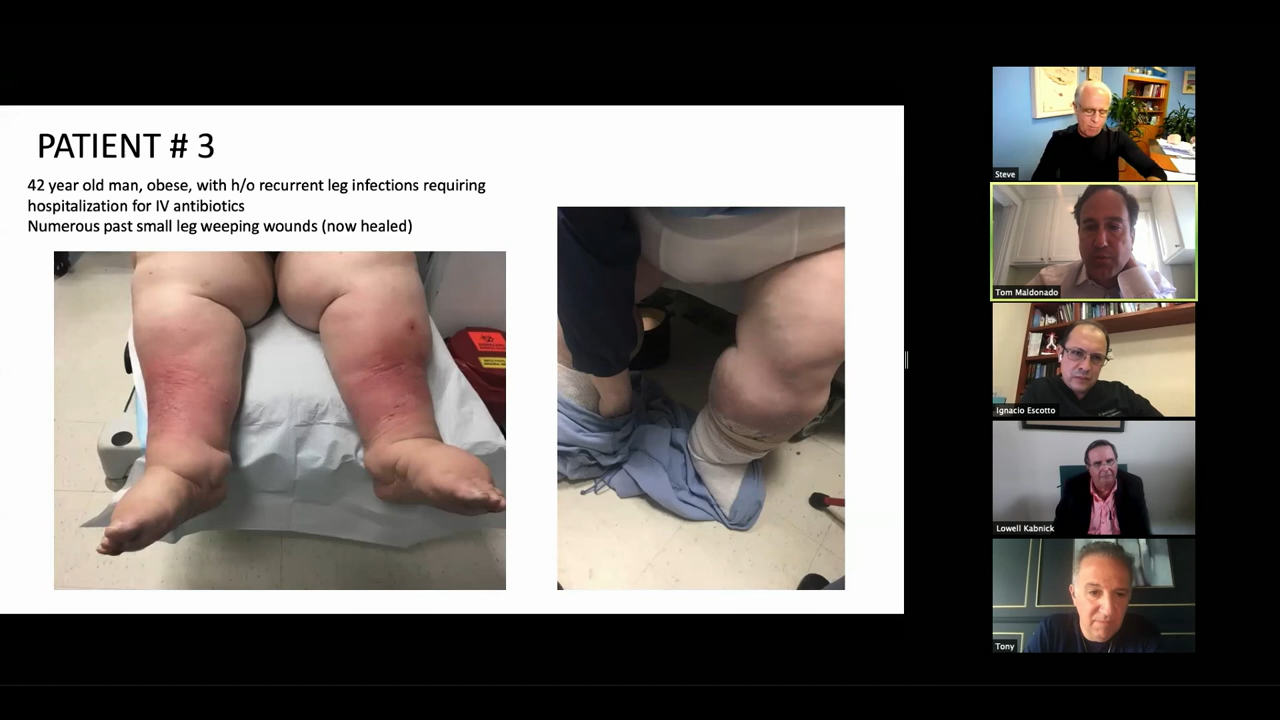 PATIENT # 3
42 year old man, obese, with h/o recurrent leg infections requiring
hospitalization for IV antibiotics
Numerous past small leg weeping wounds (now healed)
Steve
Tom Maldonado
Ignacio Escotto
Lowell Kabnick
Tony